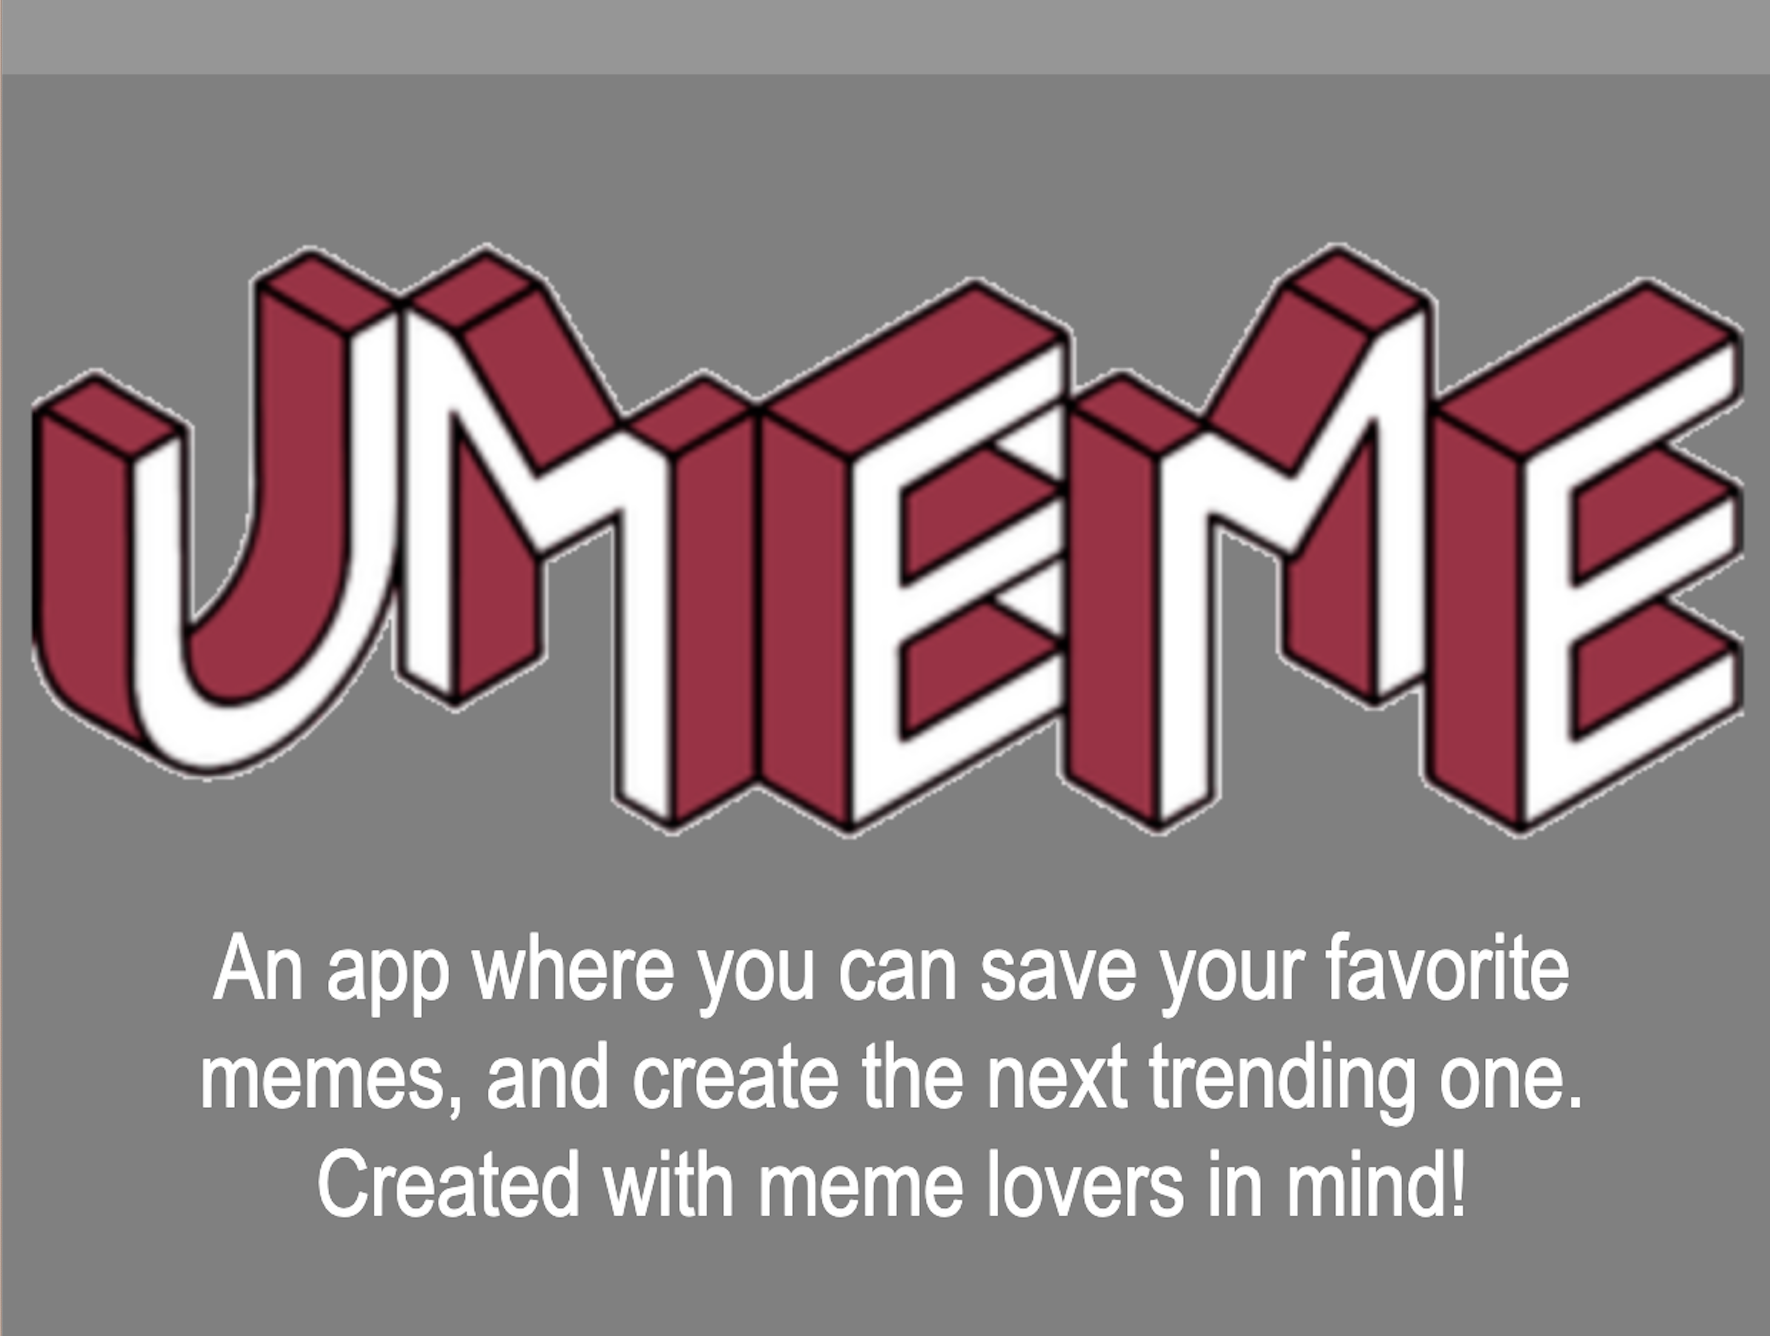 UMEME
An app where you can save your favorite
memes, and create the next trending one.
Created with meme lovers in mind!